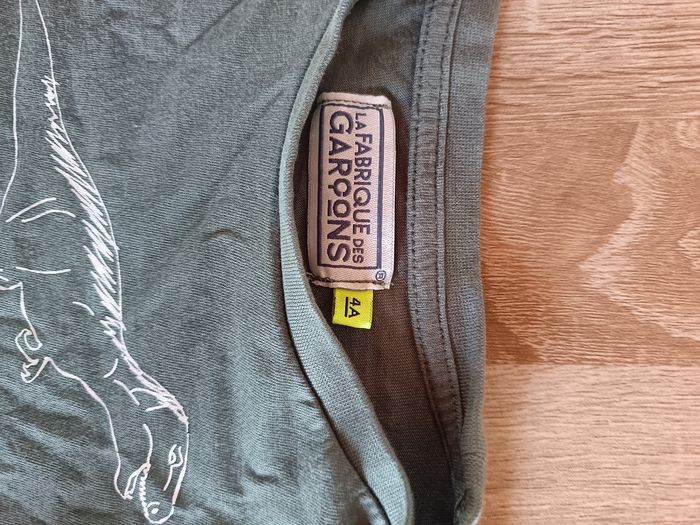 LA FABRIQUE DES
GARÇONS
®
4A